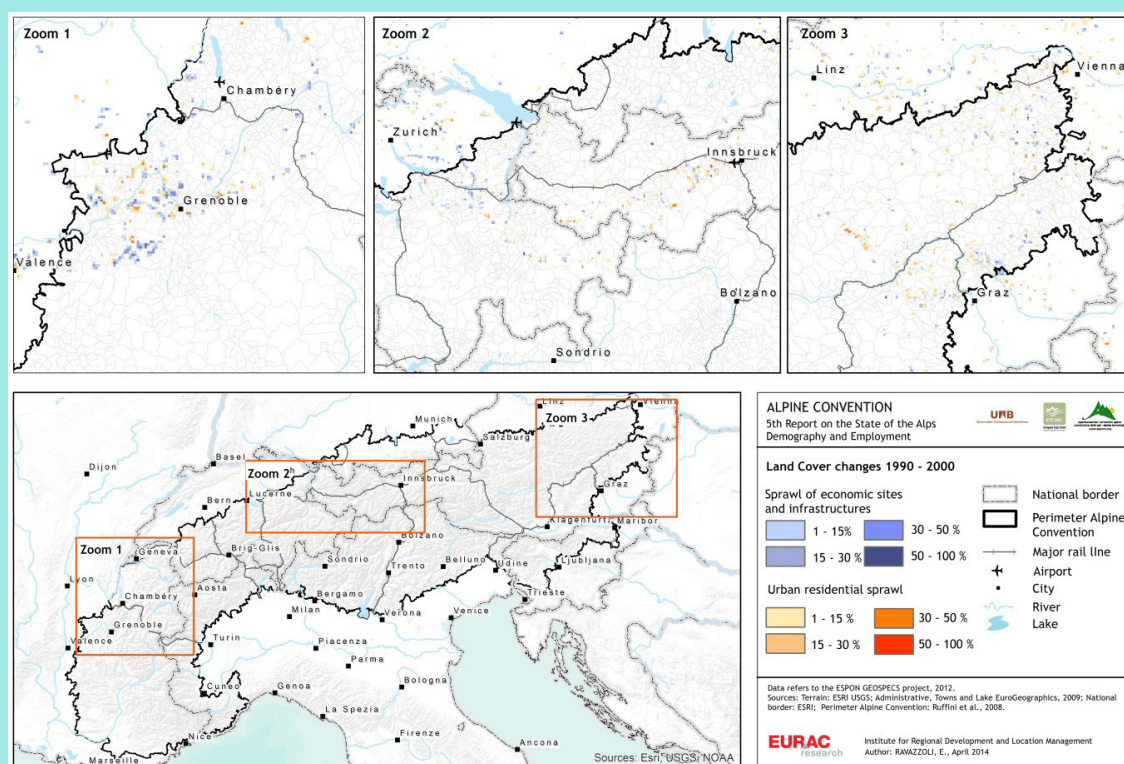 Zoom 1
Chambéry
Grenoble
Valence
Zoom 2
Zurich
Innsbruck
Bolzano
Sondrio
Zoom 3
Linz
Vienna
Graz
Linz
Vienna
Munich
Zoom 3
Salzburg
Dijon
Basel
Zoom 2h
Innsbruck
Graz
Bern
Lucerne
Klagenfurt
Maribor
Zoom 1
Bolzano
Geneva
Brig-Glis
Sondrio
Belluno
Ljubljana
Trento
Udine
Lyon
Aosta
Chambéry
Bergamo
Trieste
Milan
Verona
Venice
Grenoble
Valence
Turin
Piacenza
Parma
Cuneo
Genoa
Bologna
La Spezia
Nice
Firenze
Ancona
Marseille
Sources: Esri, USGS, NOAA
ALPINE CONVENTION
5th Report on the State of the Alps
Demography and Employment
Land Cover changes 1990 - 2000
Sprawl of economic sites
and infrastructures
1 - 15%
30 - 50 %
15 - 30 %
50 - 100 %
Urban residential sprawl
1 - 15 %
30 - 50 %
15 - 30 %
50 - 100 %
National border
Perimeter Alpine
Convention
Major rail line
Airport
City
River
Lake
Data refers to the ESPON GEOSPECS project, 2012.
Sources: Terrain: ESRI USGS; Administrative, Towns and Lake EuroGeographics, 2009; National
border: ESRI; Perimeter Alpine Convention: Ruffini et al., 2008.
EURAC
research
Institute for Regional Development and Location Management
Author: RAVAZZOLI, E., April 2014